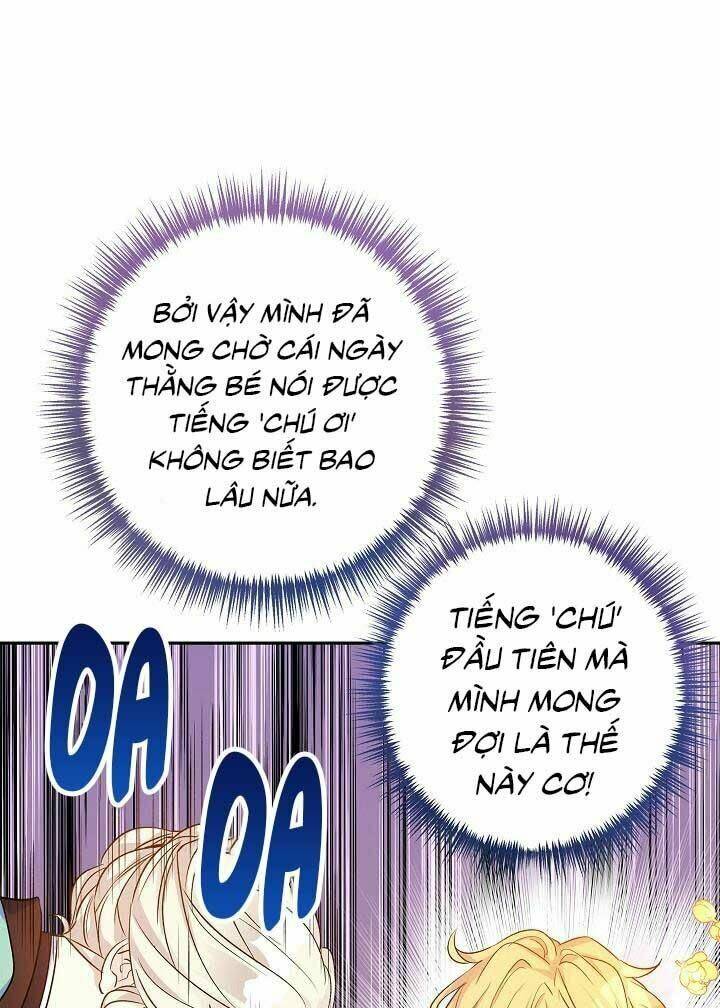 BỞI VẬY MÌNH ĐÃ
MONG CHỜ CÁI NGÀY
THẰNG BÉ NÓI ĐƯỢC
TIẾNG 'CHÚ ƠI'
KHÔNG BIẾT BAO
LÂU NỮA.
TIẾNG 'CHÚ'
ĐẦU TIÊN MÀ
MÌNH MONG
ĐỢI LÀ THẾ
NÀY CƠ!
OA
OA